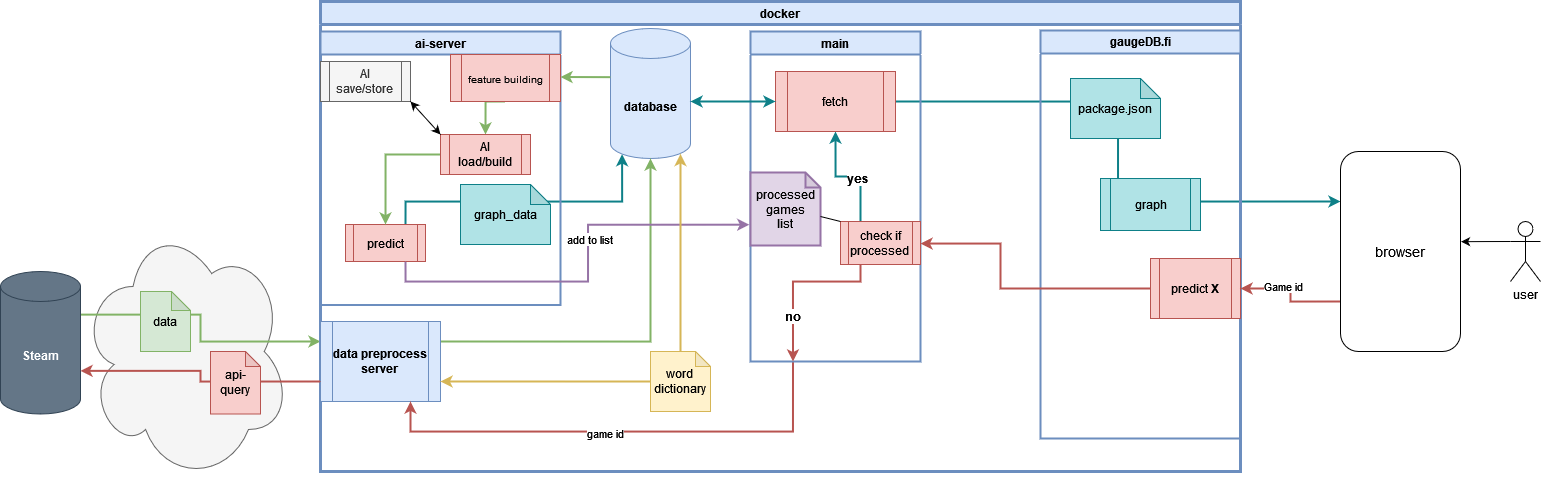 docker
ai-server
main
gaugeDB.fi
AI
save/store
feature building
database
fetch
package.json
AI
load/build
graph_data
processed
games
list
yes
graph
predict
add to list
check if
processed
browser
predict X
Game id
user
Steam
data
data preprocess
server
no
api-
query
word
dictionary
game id